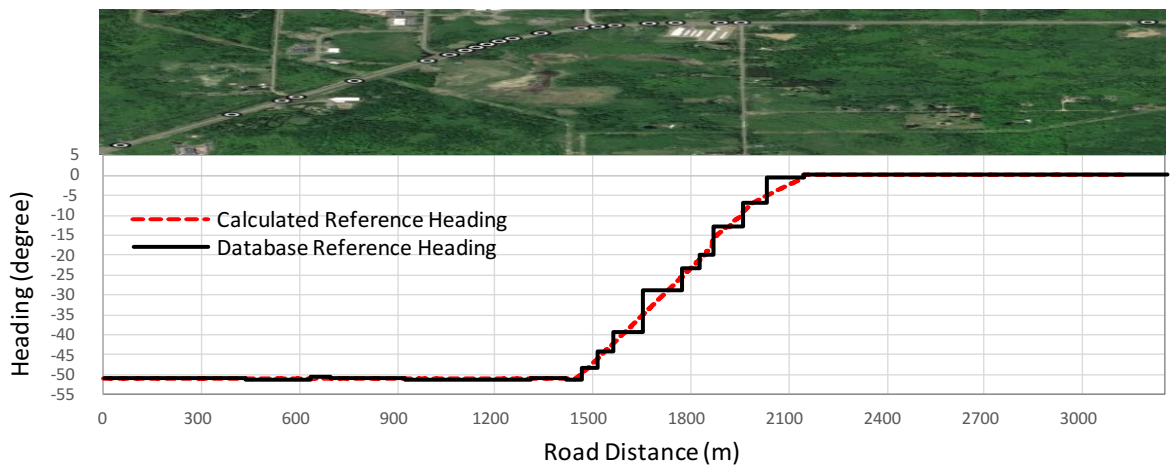 5
0
-5
-10
-15
-20
-25
-30
-35
-40
-45
-50
-55
Heading (degree)
Calculated Reference Heading
Database Reference Heading
0 300 600 900 1200 1500 1800 2100 2400 2700 3000
Road Distance (m)